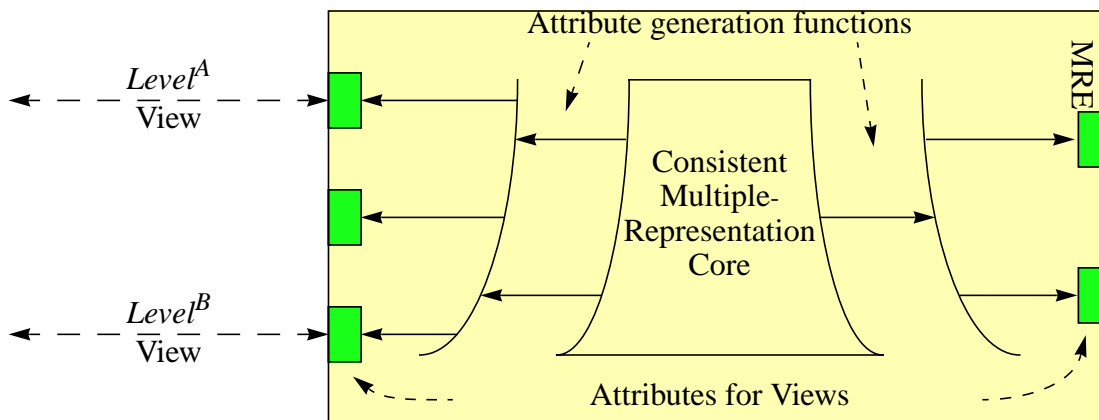 Attribute generation functions
MRE
Level^A
View
Consistent
Multiple-
Representation
Core
Level^B
View
Attributes for Views